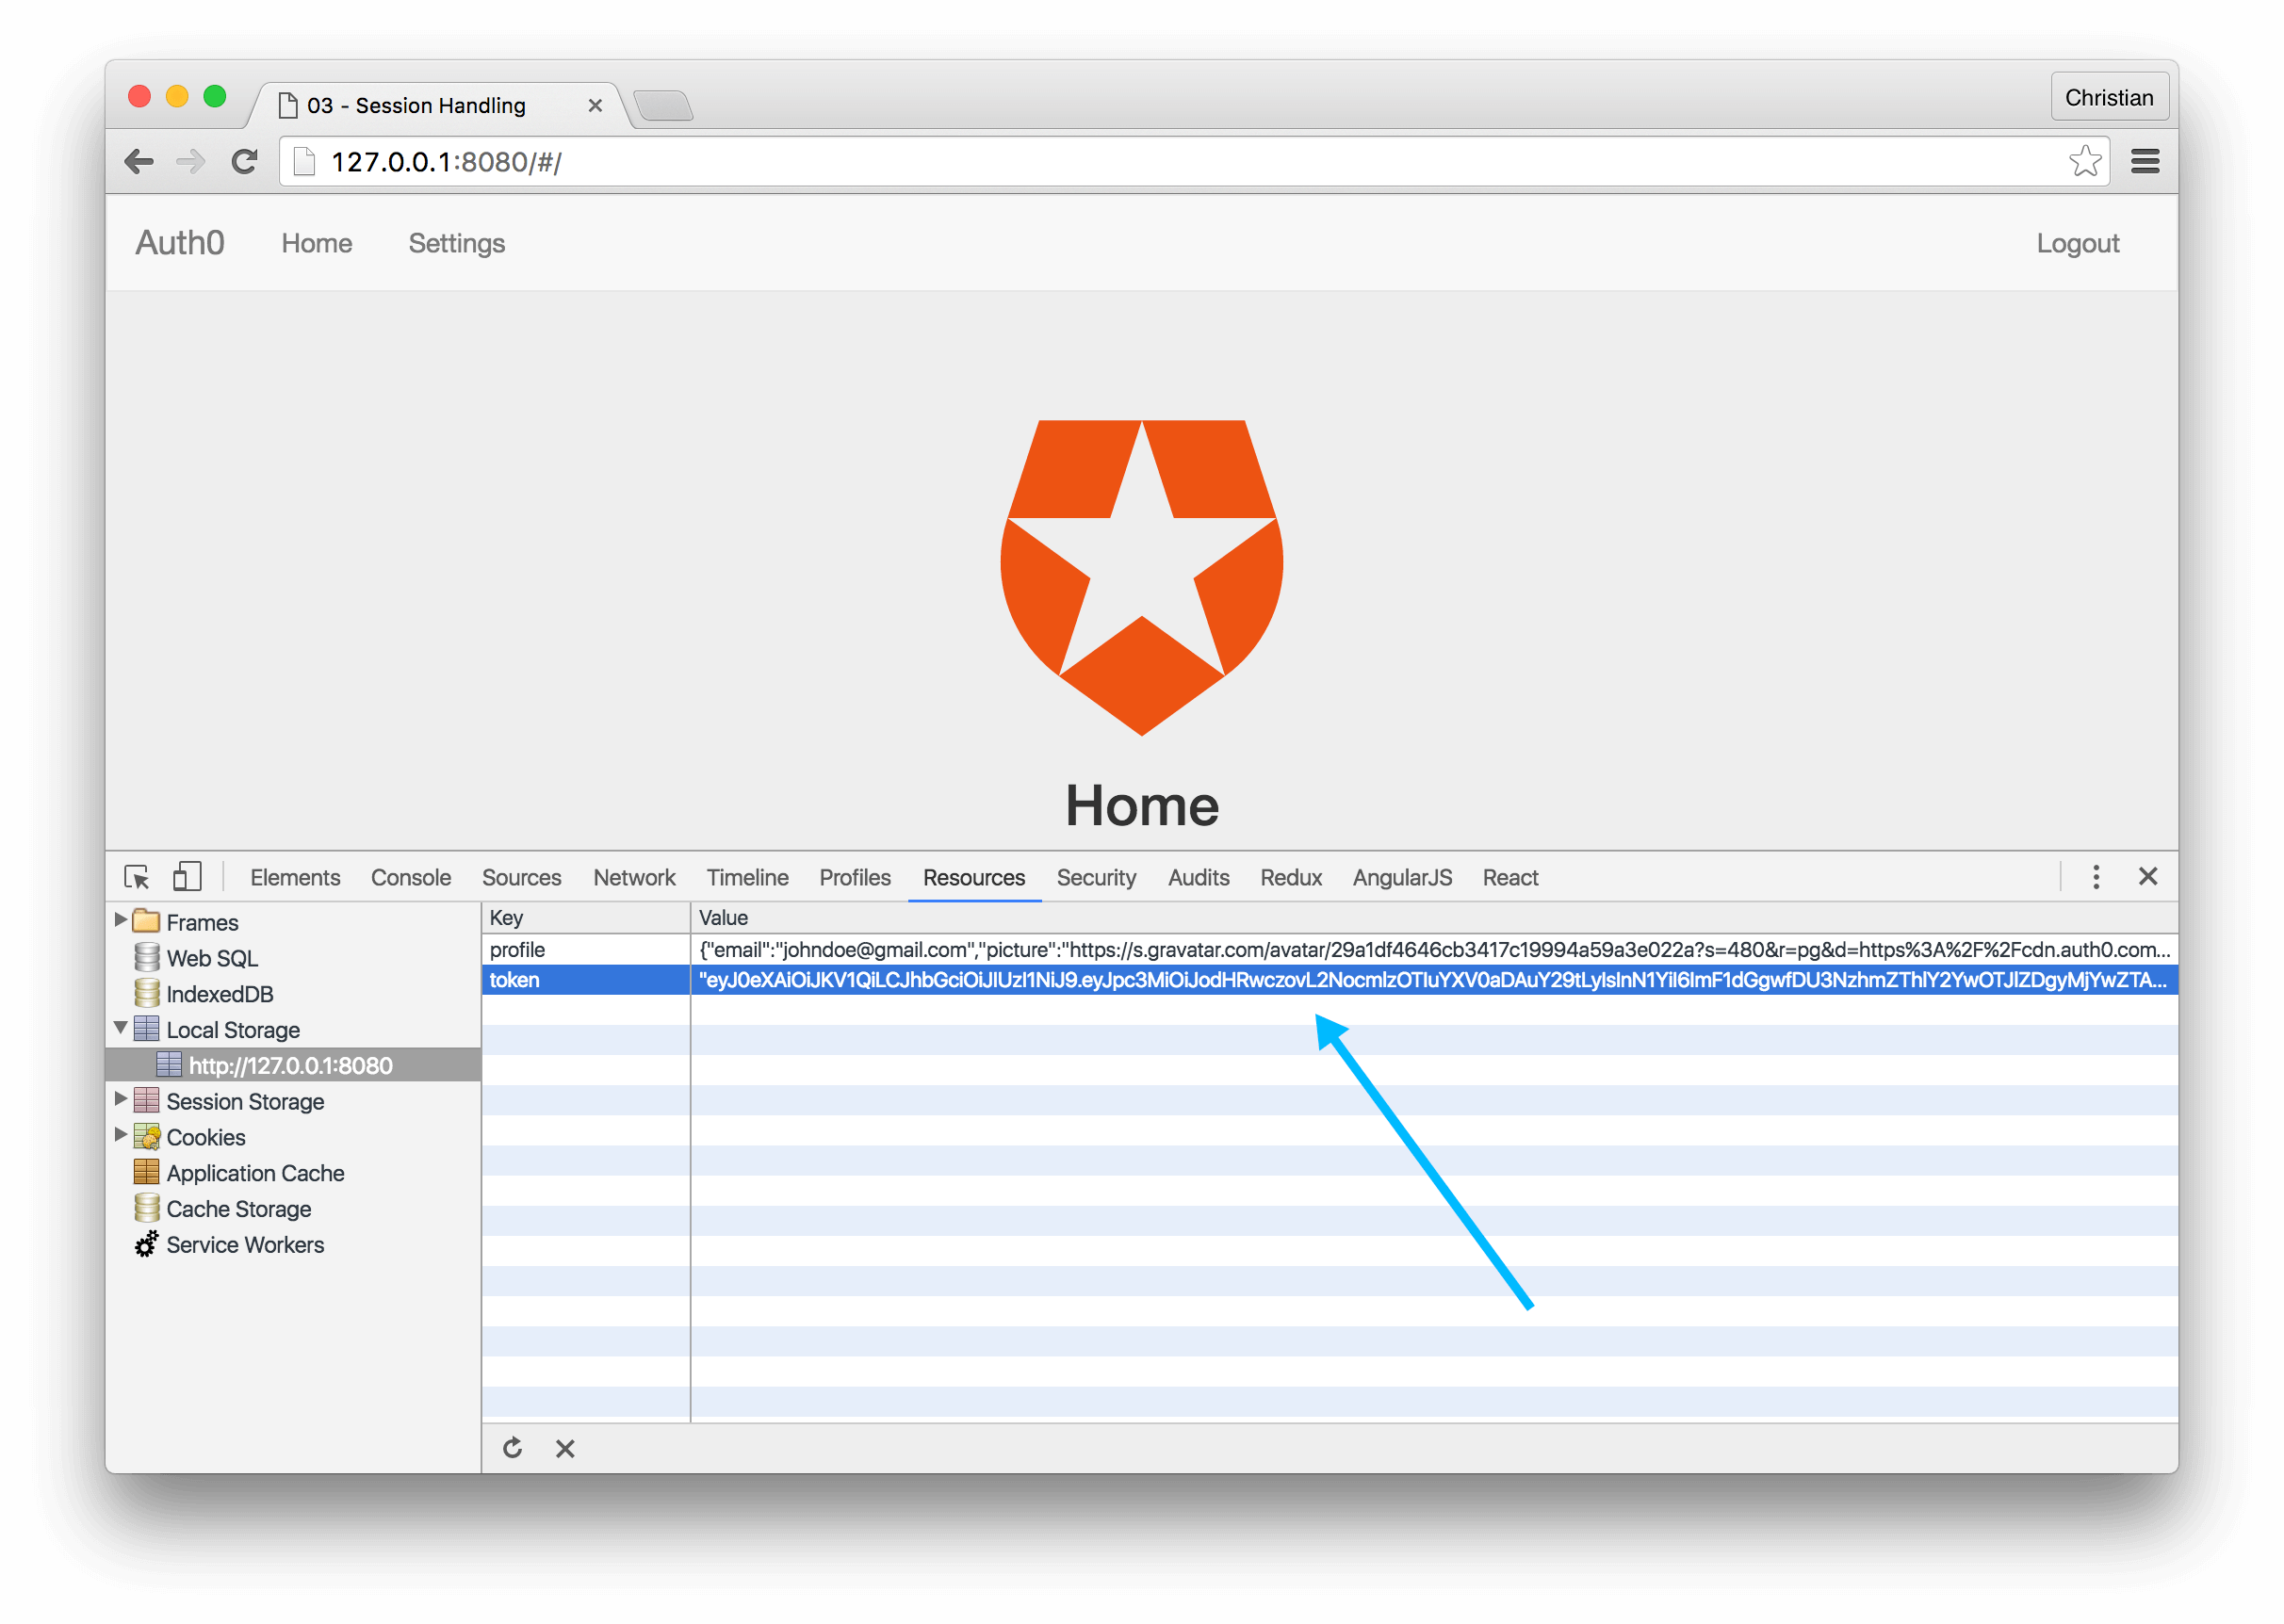 03 - Session Handling
Christian
127.0.0.1:8080/#/
Auth0 Home Settings Logout
Home
Elements Console Sources Network Timeline Profiles Resources Security Audits Redux AngularJS React
Frames
Web SQL
IndexedDB
Local Storage
http://127.0.0.1:8080
Session Storage
Cookies
Application Cache
Cache Storage
Service Workers
Key Value
profile {"email":"johndoe@gmail.com","picture":"https://s.gravatar.com/avatar/29a1df4646cb3417c19994a59a3e022a?s=480&r=pg&d=https%3A%2F%2Fcdn.auth0.com...
token "eyJ0eXAiOiJKV1QiLCJhbGciOiJIUzI1NiJ9.eyJpc3MiOiJodHRwczovL2NocmlzOTIuYXV0aDAuY29tLyIsInN1YiI6ImF1dGgwfDU3NzhmZThlY2YwOTJlZDgyMjYwZTA...